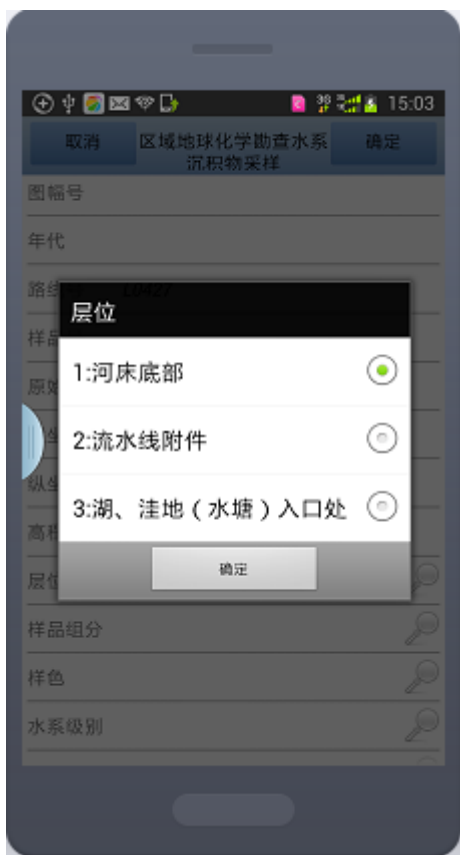 15:03
取消
区域地球化学勘查水系
沉积物采样
确定
图幅号
年代
L0427
层位
1:河床底部
2:流水线附件
3:湖、洼地（水塘）入口处
确定
层位
样品组分
样色
水系级别